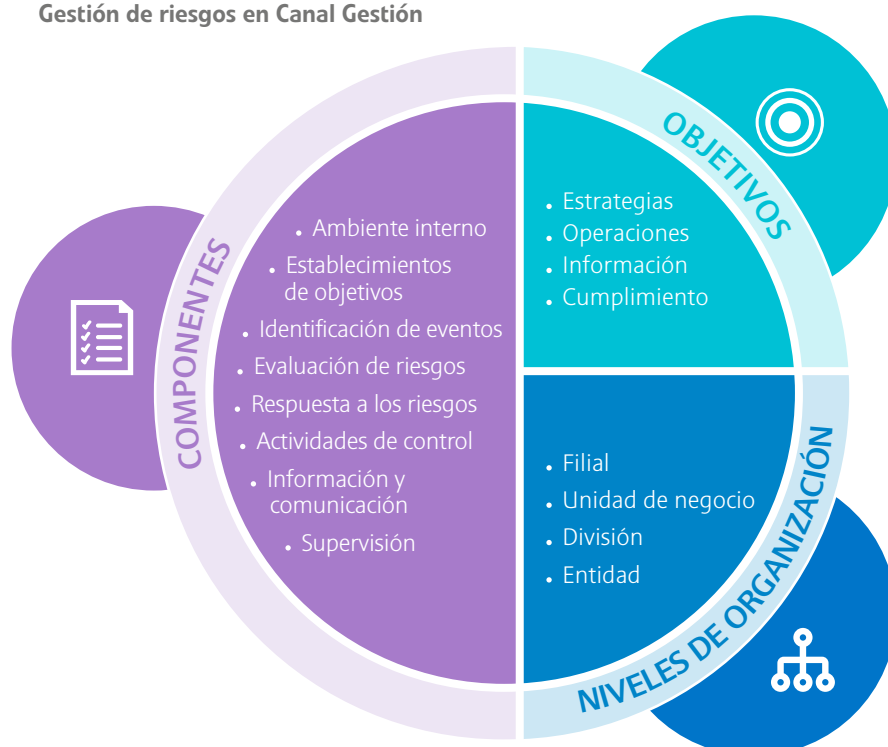 Gestión de riesgos en Canal Gestión
COMPONENTES
. Ambiente interno
. Establecimientos
de objetivos
. Identificación de eventos
. Evaluación de riesgos
. Respuesta a los riesgos
. Actividades de control
. Información y
comunicación
. Supervisión
OBJETIVOS
. Estrategias
. Operaciones
. Información
. Cumplimiento
NIVELES DE ORGANIZACIÓN
. Filial
. Unidad de negocio
. División
. Entidad